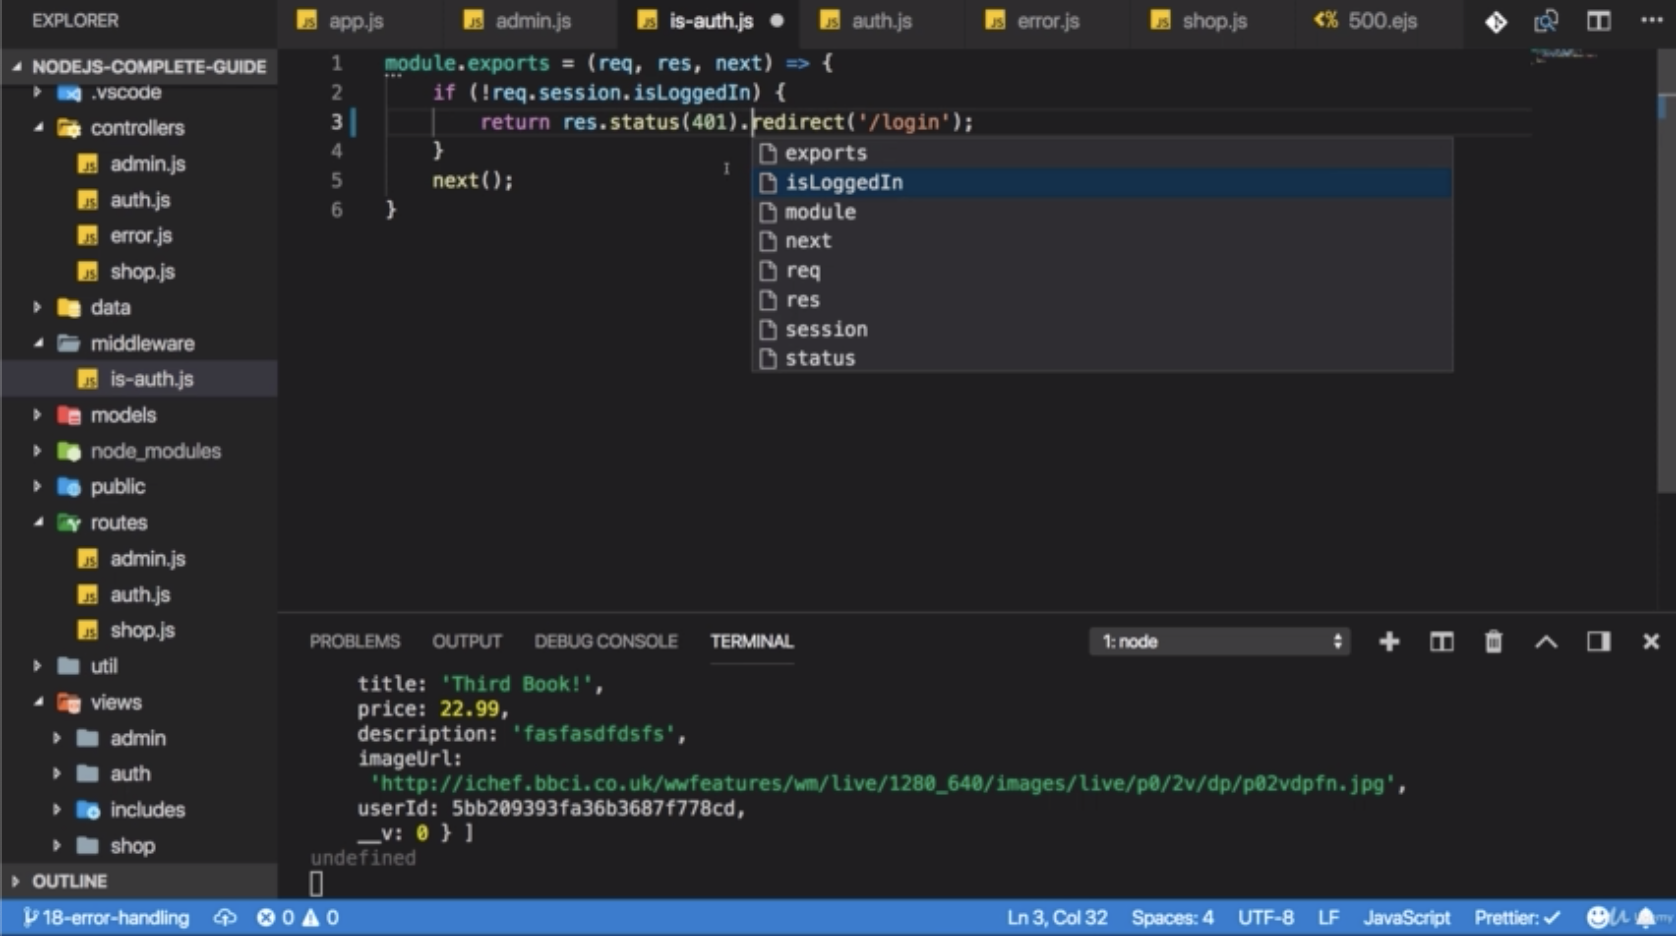 EXPLORER
app.js
admin.js
is-auth.js
auth.js
error.js
shop.js
<% 500.ejs
NODEJS-COMPLETE-GUIDE
.vscode
controllers
admin.js
auth.js
error.js
shop.js
data
middleware
is-auth.js
models
node_modules
public
routes
admin.js
auth.js
shop.js
util
views
admin
auth
includes
shop
OUTLINE
1 module.exports = (req, res, next) => {
2 if (!req.session.isLoggedIn) {
3 return res.status(401).redirect('/login');
4 }
5 next();
6 }
exports
isLoggedIn
module
next
req
res
session
status
PROBLEMS OUTPUT DEBUG CONSOLE TERMINAL 1: node
title: 'Third Book!',
price: 22.99,
description: 'fasfasdfdsfs',
imageUrl:
'http://ichef.bbci.co.uk/wwfeatures/wm/live/1280_640/images/live/p0/2v/dp/p02vdpfn.jpg',
userId: 5bb209393fa36b3687f778cd,
__v: 0 } ]
undefined
18-error-handling 0 0 Ln 3, Col 32 Spaces: 4 UTF-8 LF JavaScript Prettier: ✓